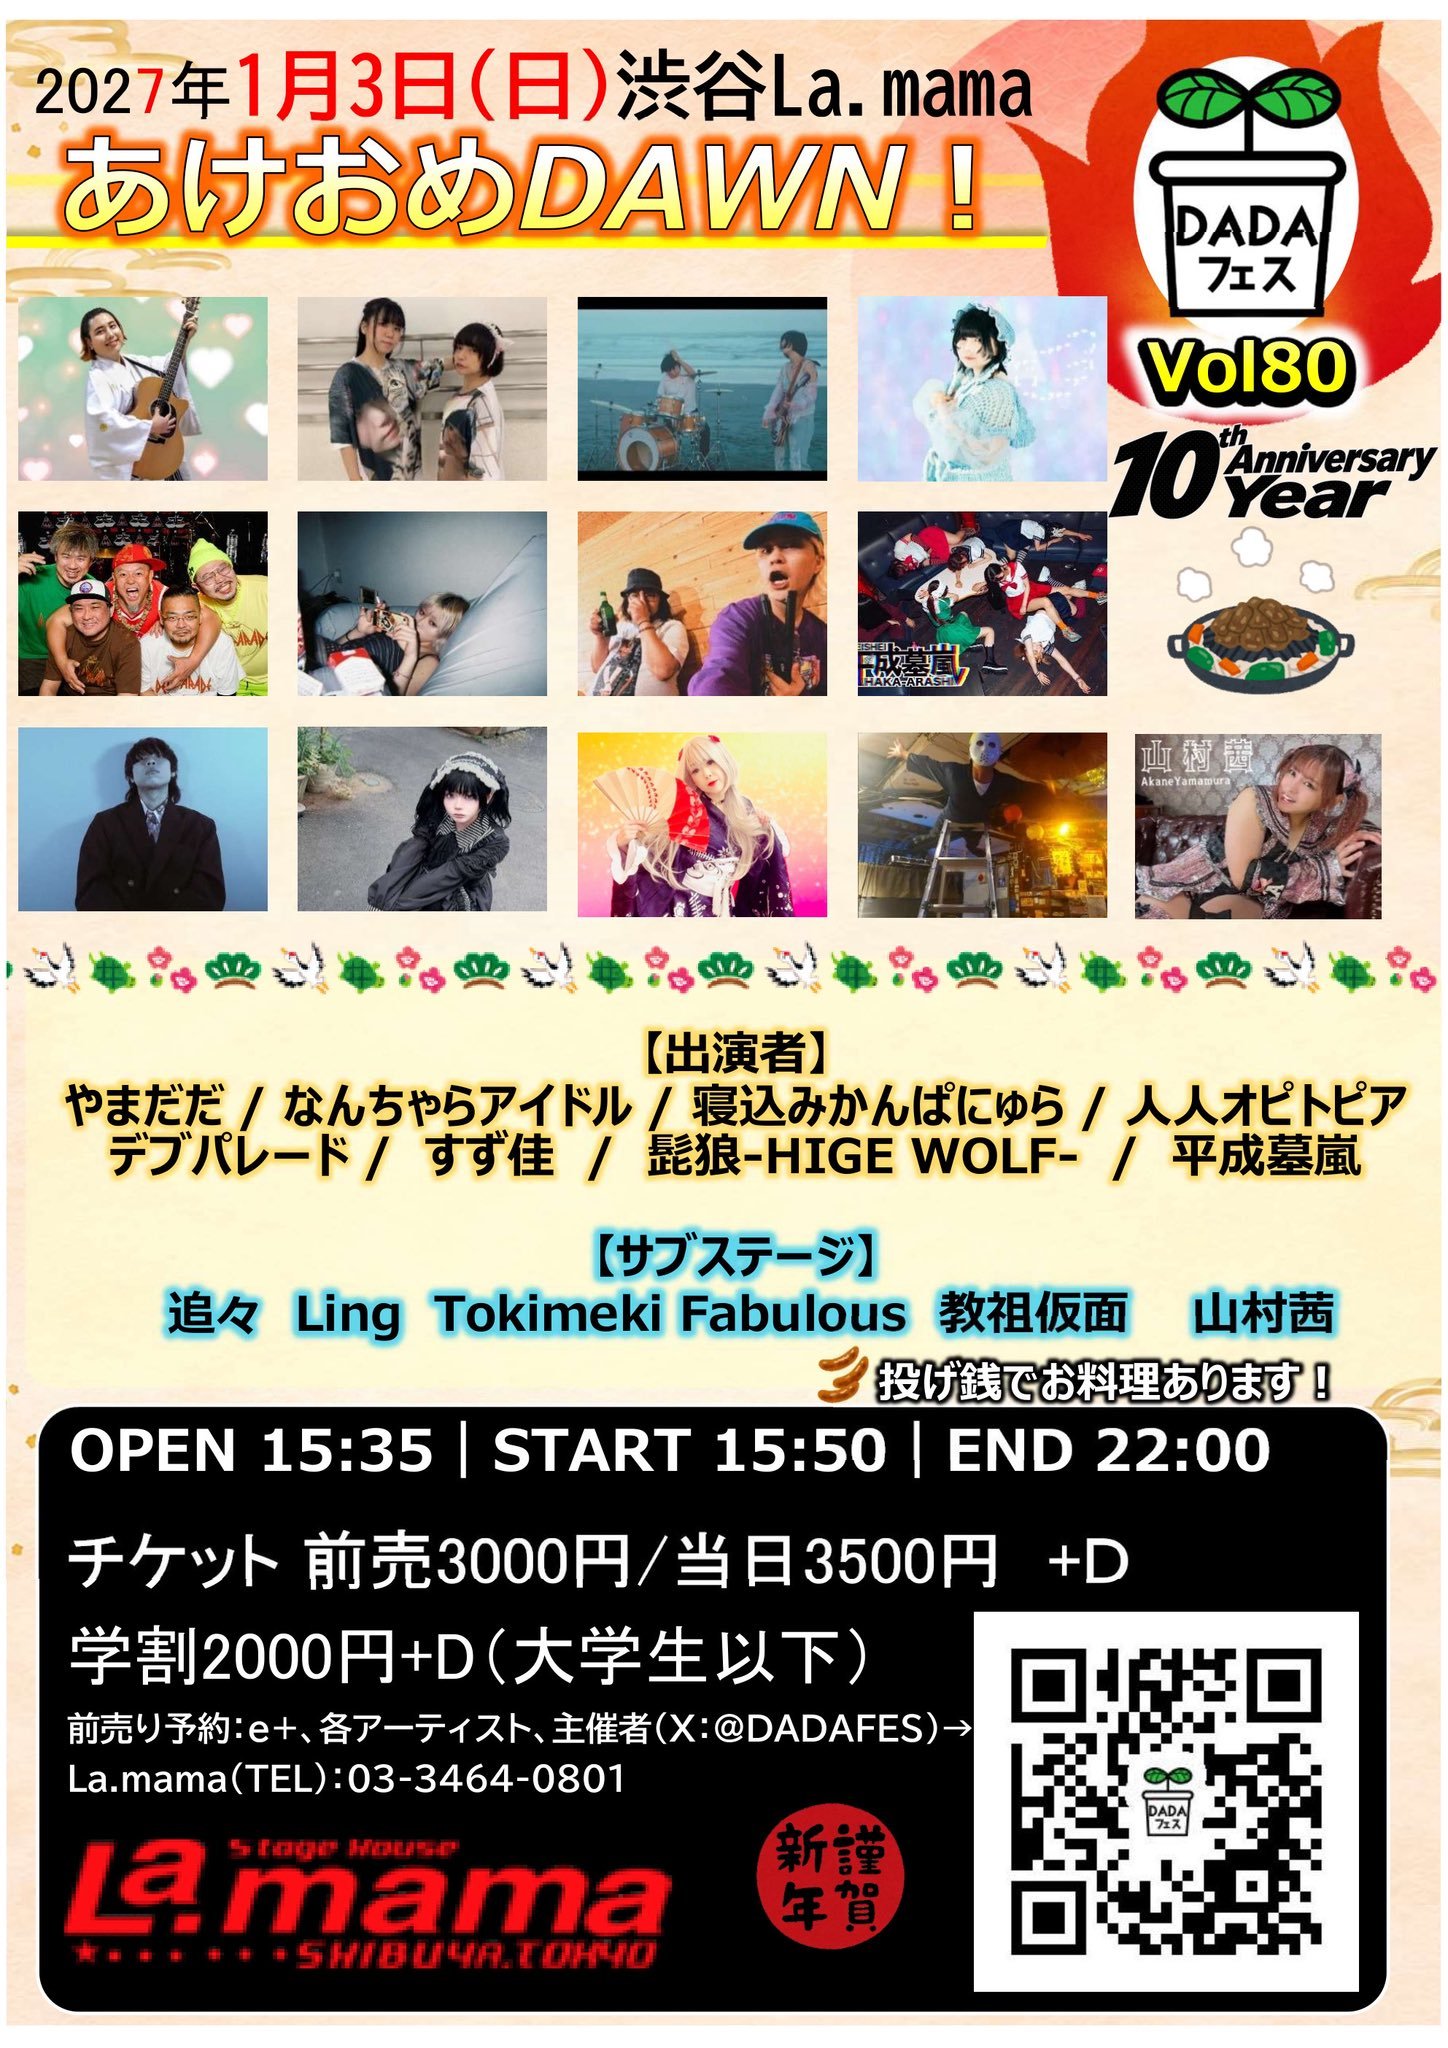 2027年1月3日(日)渋谷La.mama
あけおめDAWN！
DADA
フェス
Vol80
10th Anniversary
Year
EISHEI
平成墓嵐
HAKA-ARASHI
山村茜
AkaneYamamura
【出演者】
やまだだ / なんちゃらアイドル / 寝込みかんぱにゅら / 人人オピトピア
デブパレード / すず佳 / 髭狼-HIGE WOLF- / 平成墓嵐
【サブステージ】
追々 Ling Tokimeki Fabulous 教祖仮面 山村茜
投げ銭でお料理あります！
OPEN 15:35｜START 15:50｜END 22:00
チケット 前売3000円/当日3500円 +D
学割2000円+D(大学生以下)
前売り予約：e+、各アーティスト、主催者(X：@DADAFES)→
La.mama(TEL)：03-3464-0801
Stage House
La.mama
SHIBUYA.TOKYO
謹賀
新年
DADA
フェス